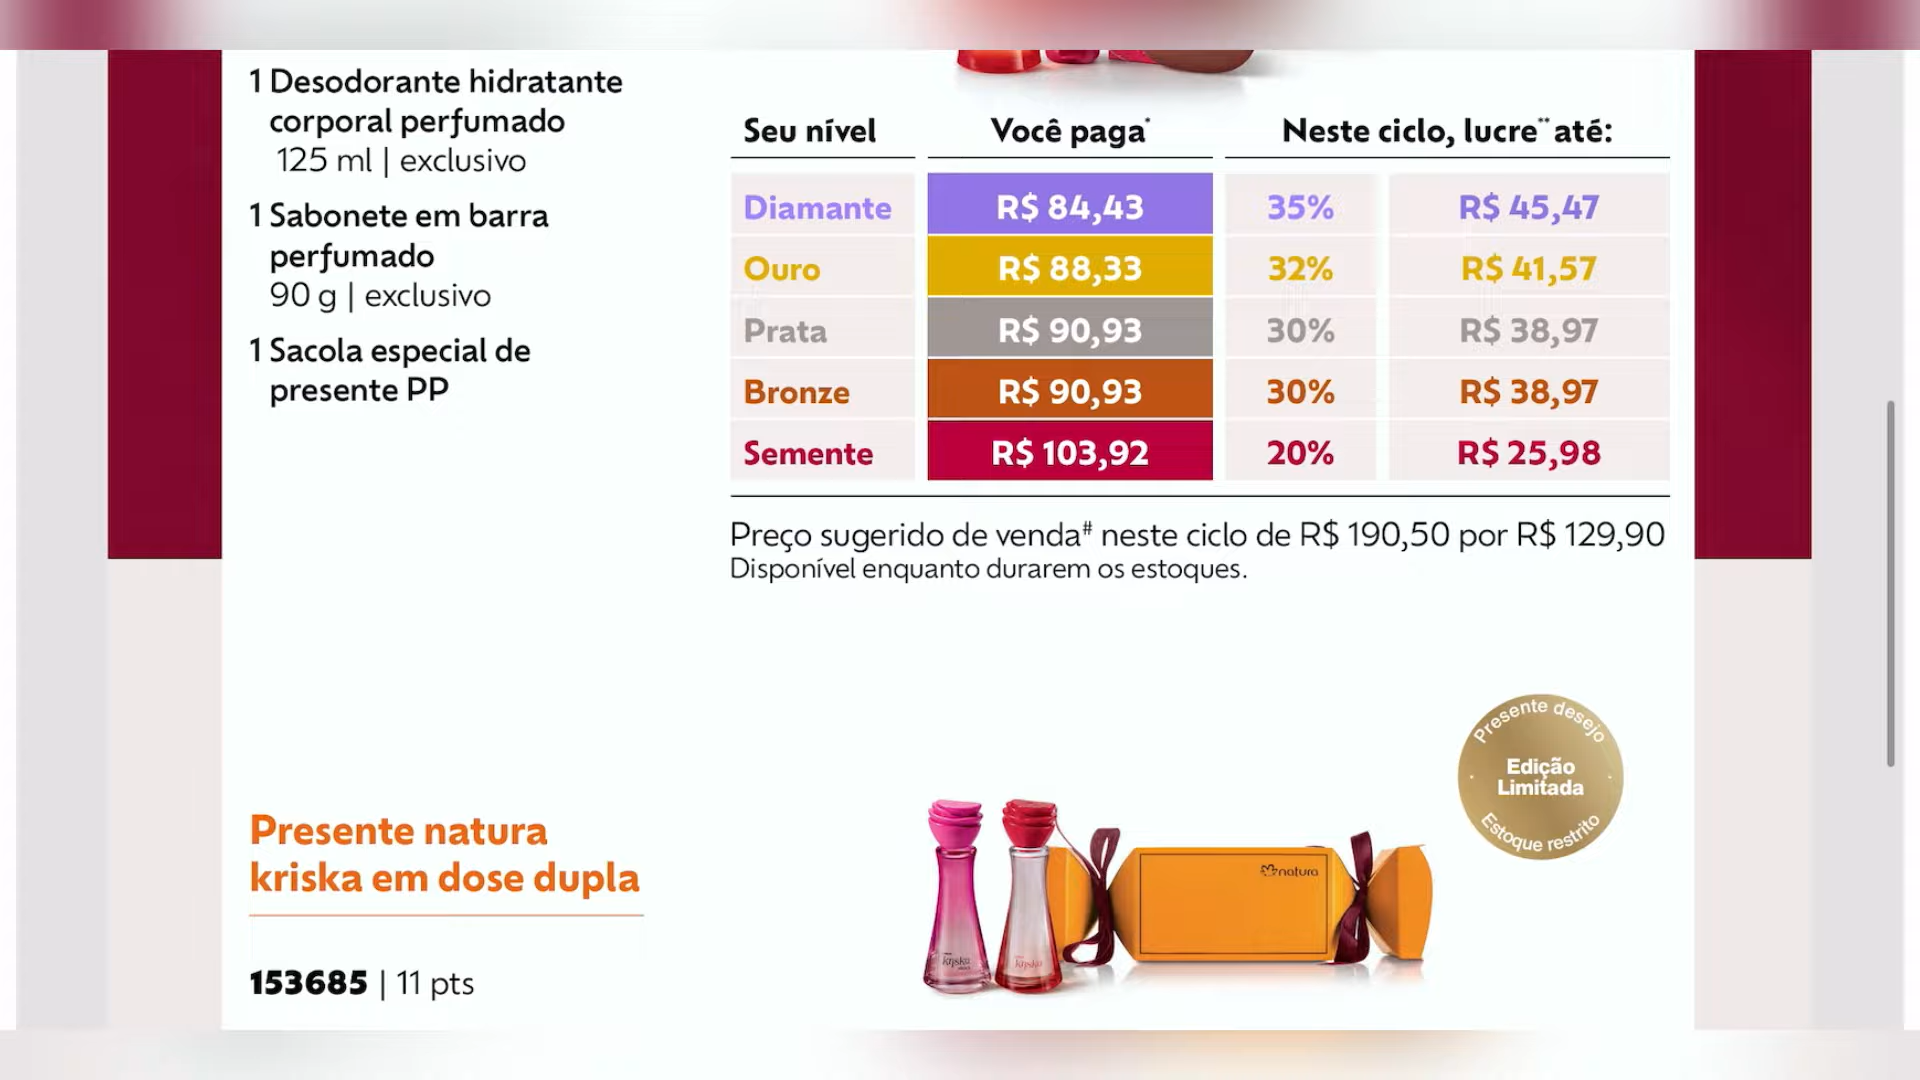 1 Desodorante hidratante
corporal perfumado
125 ml | exclusivo
1 Sabonete em barra
perfumado
90 g | exclusivo
1 Sacola especial de
presente PP
Seu nível Você paga* Neste ciclo, lucre** até:
Diamante R$ 84,43 35% R$ 45,47
Ouro R$ 88,33 32% R$ 41,57
Prata R$ 90,93 30% R$ 38,97
Bronze R$ 90,93 30% R$ 38,97
Semente R$ 103,92 20% R$ 25,98
Preço sugerido de venda# neste ciclo de R$ 190,50 por R$ 129,90
Disponível enquanto durarem os estoques.
Presente desejo
Edição
Limitada
Estoque restrito
Presente natura
kriska em dose dupla
natura
kriska
kriska
153685 | 11 pts